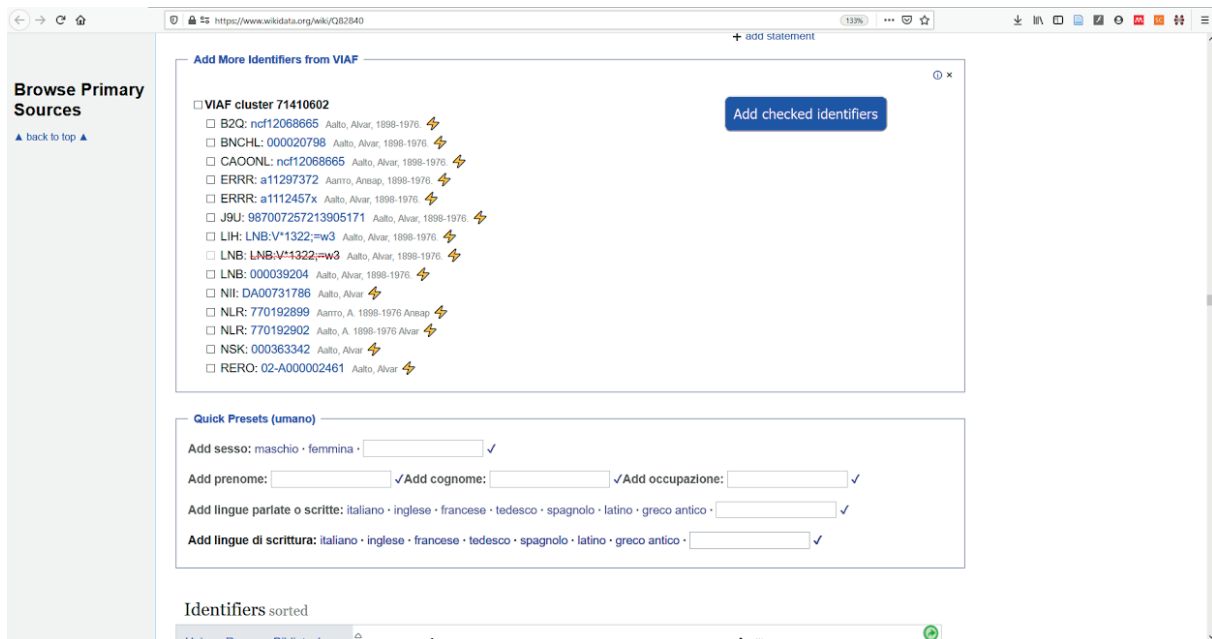 https://www.wikidata.org/wiki/Q82840
133%
+ add statement
Browse Primary
Sources
▲ back to top ▲
Add More Identifiers from VIAF
VIAF cluster 71410602
Add checked identifiers
B2Q: ncf12068665 Aalto, Alvar, 1898-1976.
BNCHL: 000020798 Aalto, Alvar, 1898-1976.
CAOONL: ncf12068665 Aalto, Alvar, 1898-1976.
ERRR: a11297372 Аалто, Алвар, 1898-1976.
ERRR: a1112457x Aalto, Alvar, 1898-1976.
J9U: 987007257213905171 Aalto, Alvar, 1898-1976.
LIH: LNB:V*1322;=w3 Aalto, Alvar, 1898-1976.
LNB: LNB:V*1322;=w3 Aalto, Alvar, 1898-1976.
LNB: 000039204 Aalto, Alvar, 1898-1976.
NII: DA00731786 Aalto, Alvar
NLR: 770192899 Аалто, А. 1898-1976 Алвар
NLR: 770192902 Aalto, A. 1898-1976 Alvar
NSK: 000363342 Aalto, Alvar
RERO: 02-A000002461 Aalto, Alvar
Quick Presets (umano)
Add sesso: maschio · femmina ·
Add prenome: Add cognome: Add occupazione:
Add lingue parlate o scritte: italiano · inglese · francese · tedesco · spagnolo · latino · greco antico ·
Add lingue di scrittura: italiano · inglese · francese · tedesco · spagnolo · latino · greco antico ·
Identifiers sorted